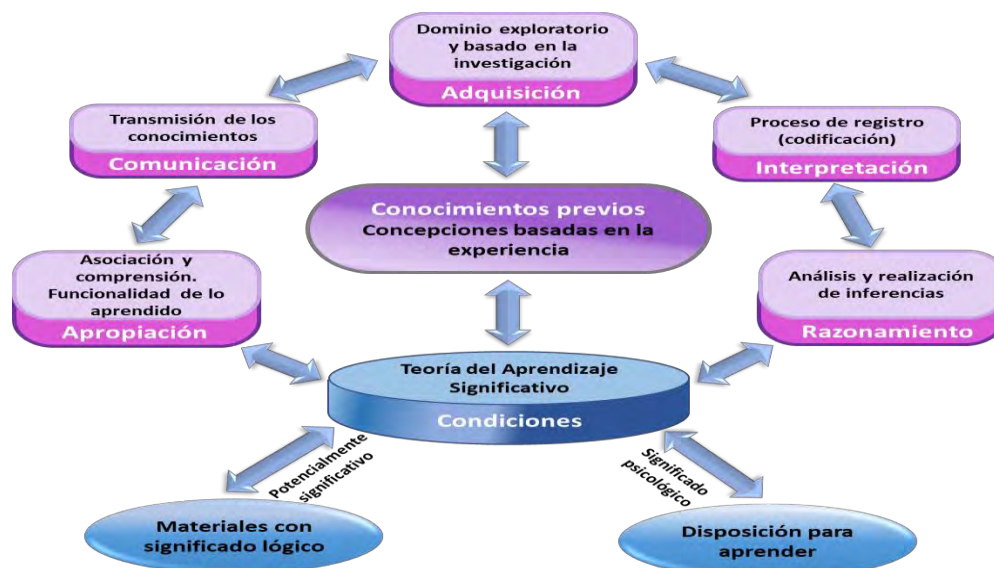 Dominio exploratorio
y basado en la
investigación
Adquisición
Transmisión de los
conocimientos
Comunicación
Proceso de registro
(codificación)
Interpretación
Conocimientos previos
Concepciones basadas en la
experiencia
Asociación y
comprensión.
Funcionalidad de lo
aprendido
Apropiación
Análisis y realización
de inferencias
Razonamiento
Teoría del Aprendizaje
Significativo
Condiciones
Potencialmente
significativo
Significado
psicológico
Materiales con
significado lógico
Disposición para
aprender